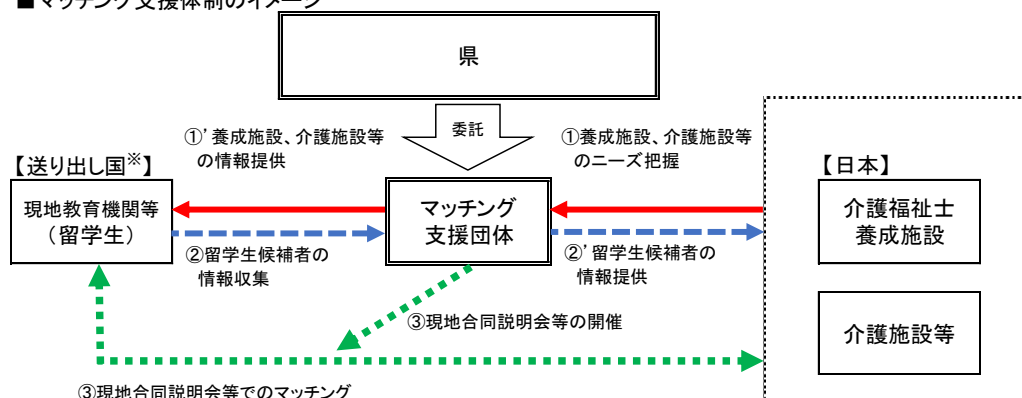 ■マッチング支援体制のイメージ
県
委託
①’養成施設、介護施設等
の情報提供
①養成施設、介護施設等
のニーズ把握
【送り出し国※】
【日本】
現地教育機関等
（留学生）
マッチング
支援団体
介護福祉士
養成施設
②留学生候補者の
情報収集
②’留学生候補者の
情報提供
③現地合同説明会等の開催
介護施設等
③現地合同説明会等でのマッチング